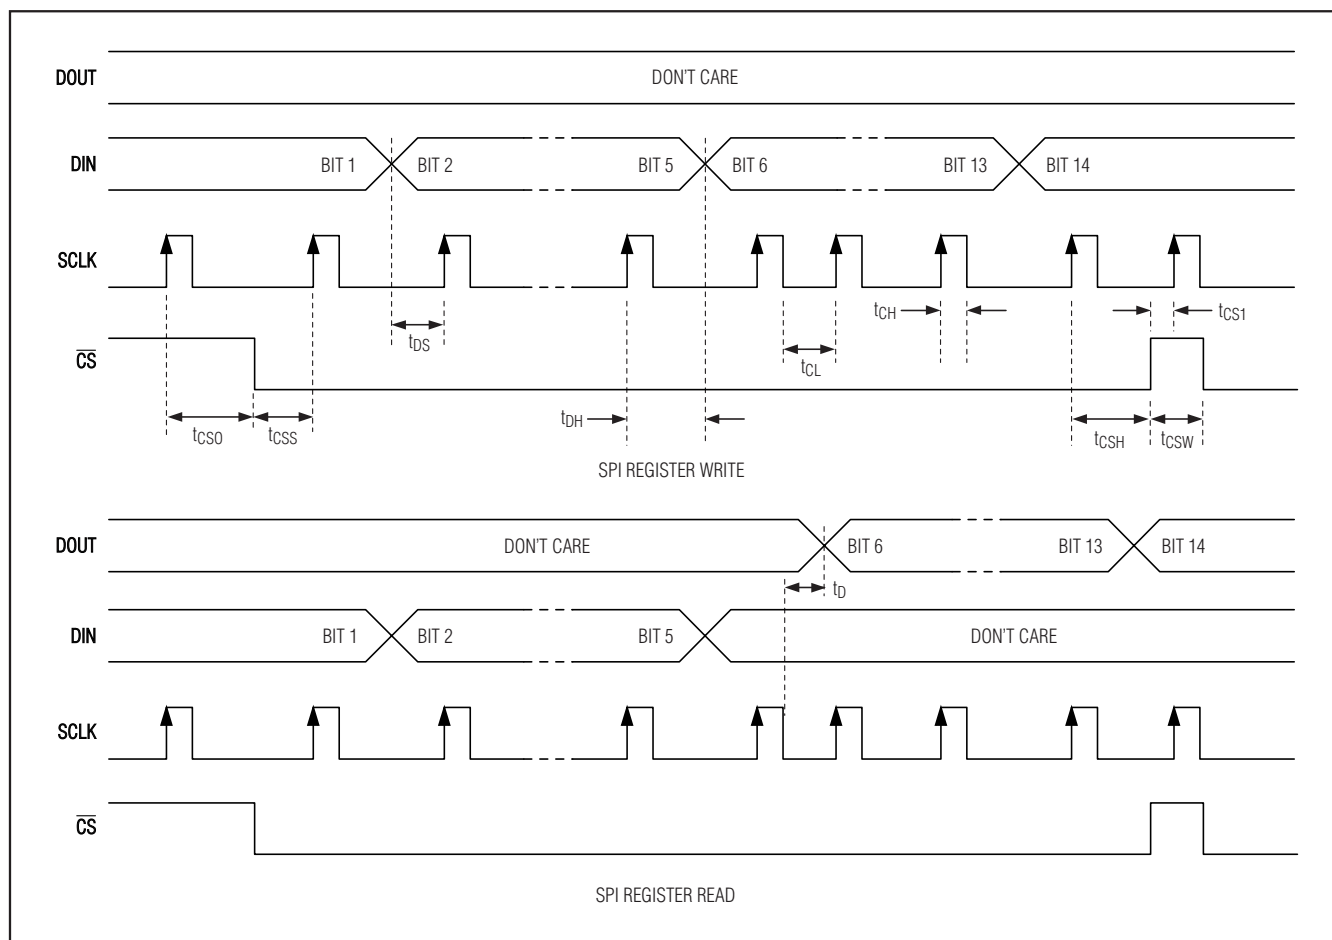 DOUT DON'T CARE
DIN BIT 1 BIT 2 BIT 5 BIT 6 BIT 13 BIT 14
SCLK
tCH tCS1
tDS
CS
tCL
tCSO tCSS tDH tCSH tCSW
SPI REGISTER WRITE
DOUT DON'T CARE BIT 6 BIT 13 BIT 14
tD
DIN BIT 1 BIT 2 BIT 5 DON'T CARE
SCLK
CS
SPI REGISTER READ